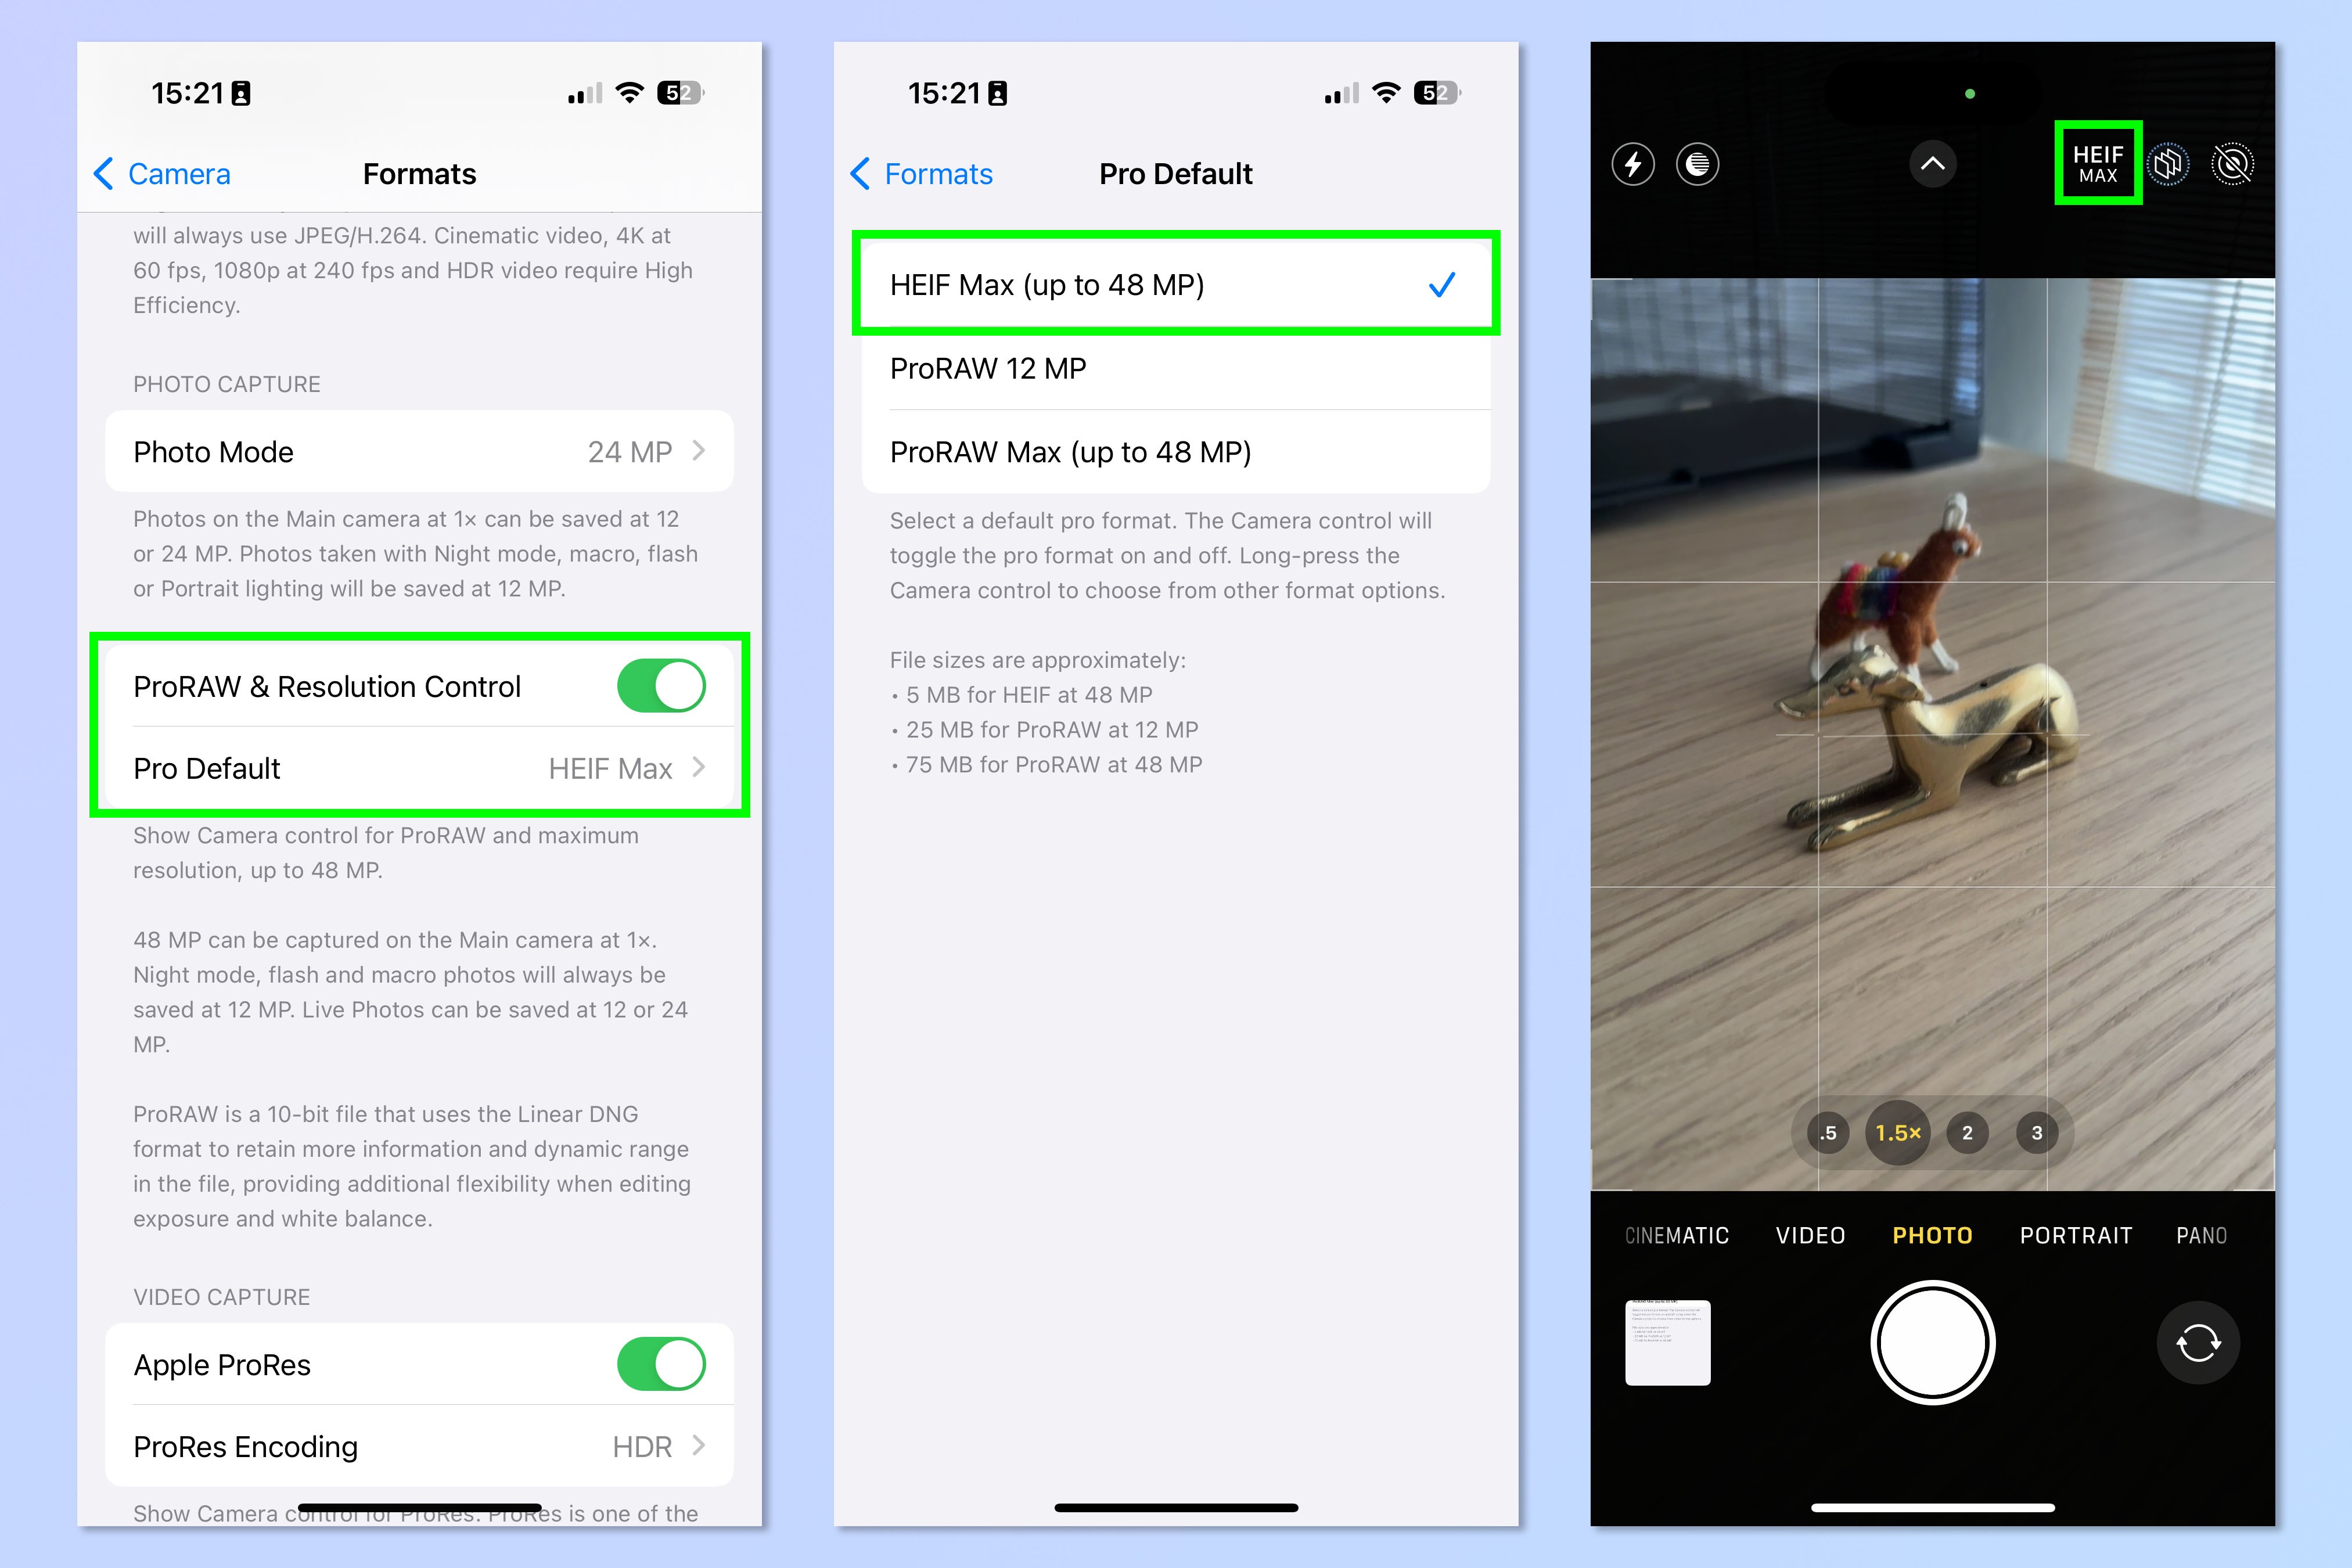 15:21
52
Camera
Formats
will always use JPEG/H.264. Cinematic video, 4K at
60 fps, 1080p at 240 fps and HDR video require High
Efficiency.
PHOTO CAPTURE
Photo Mode
24 MP
Photos on the Main camera at 1× can be saved at 12
or 24 MP. Photos taken with Night mode, macro, flash
or Portrait lighting will be saved at 12 MP.
ProRAW & Resolution Control
Pro Default
HEIF Max
Show Camera control for ProRAW and maximum
resolution, up to 48 MP.
48 MP can be captured on the Main camera at 1×.
Night mode, flash and macro photos will always be
saved at 12 MP. Live Photos can be saved at 12 or 24
MP.
ProRAW is a 10-bit file that uses the Linear DNG
format to retain more information and dynamic range
in the file, providing additional flexibility when editing
exposure and white balance.
VIDEO CAPTURE
Apple ProRes
ProRes Encoding
HDR
Show Camera control for ProRes. ProRes is one of the
15:21
52
Formats
Pro Default
HEIF Max (up to 48 MP)
ProRAW 12 MP
ProRAW Max (up to 48 MP)
Select a default pro format. The Camera control will
toggle the pro format on and off. Long-press the
Camera control to choose from other format options.
File sizes are approximately:
• 5 MB for HEIF at 48 MP
• 25 MB for ProRAW at 12 MP
• 75 MB for ProRAW at 48 MP
HEIF
MAX
.5
1.5×
2
3
CINEMATIC
VIDEO
PHOTO
PORTRAIT
PANO